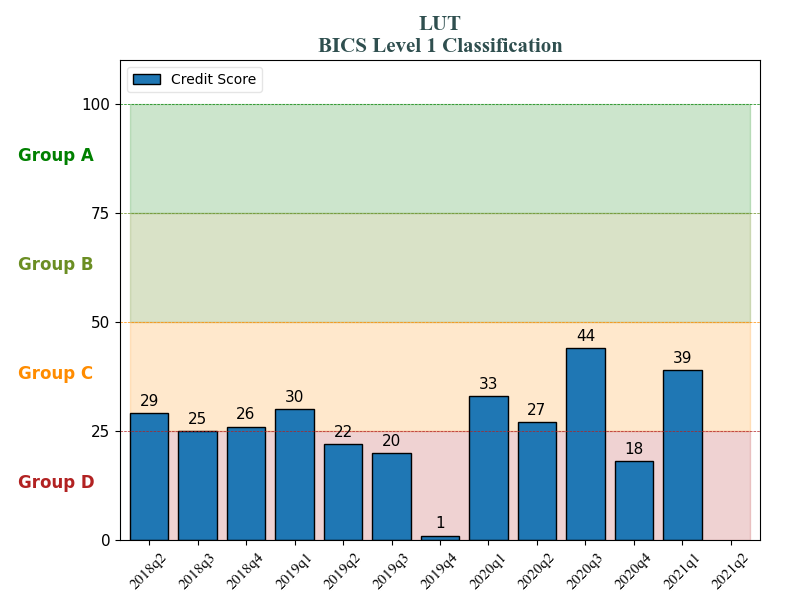 LUT
BICS Level 1 Classification
Credit Score
100
Group A
75
Group B
50
44
39
Group C
33
29
30
27
26
25
25
22
20
18
Group D
1
0
2018q2
2018q3
2018q4
2019q1
2019q2
2019q3
2019q4
2020q1
2020q2
2020q3
2020q4
2021q1
2021q2